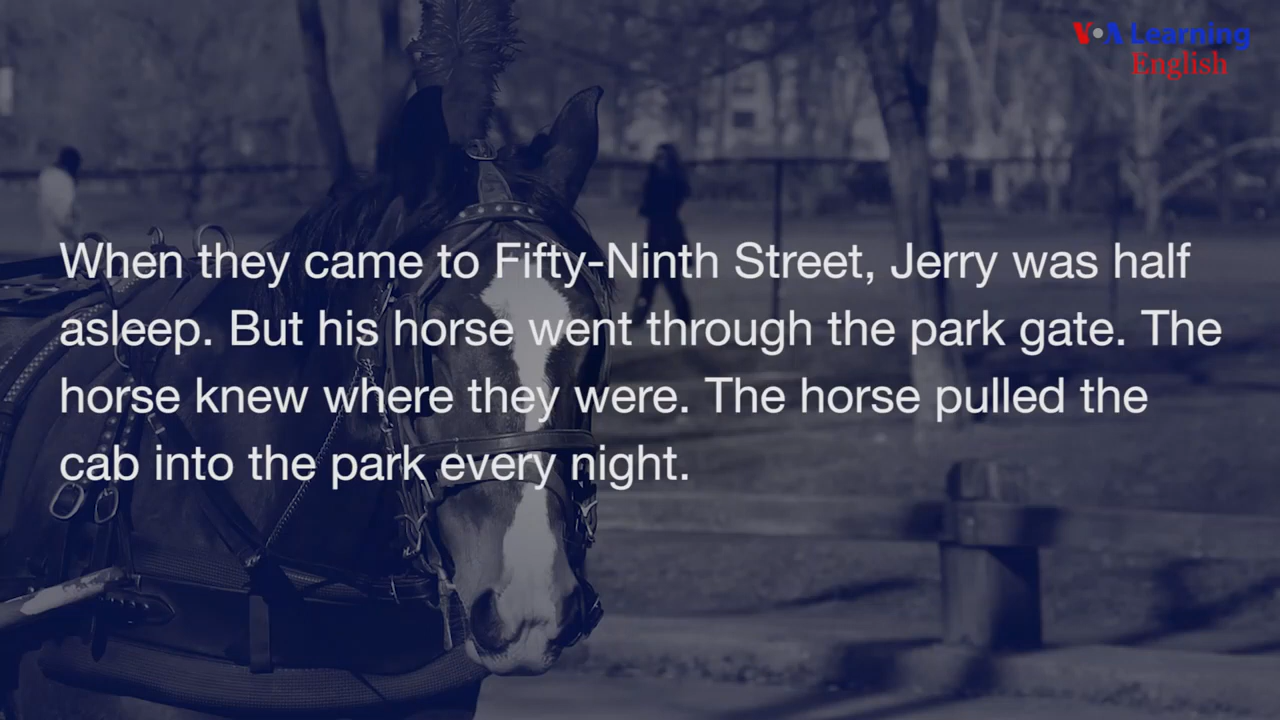 VOA Learning
English
When they came to Fifty-Ninth Street, Jerry was half
asleep. But his horse went through the park gate. The
horse knew where they were. The horse pulled the
cab into the park every night.